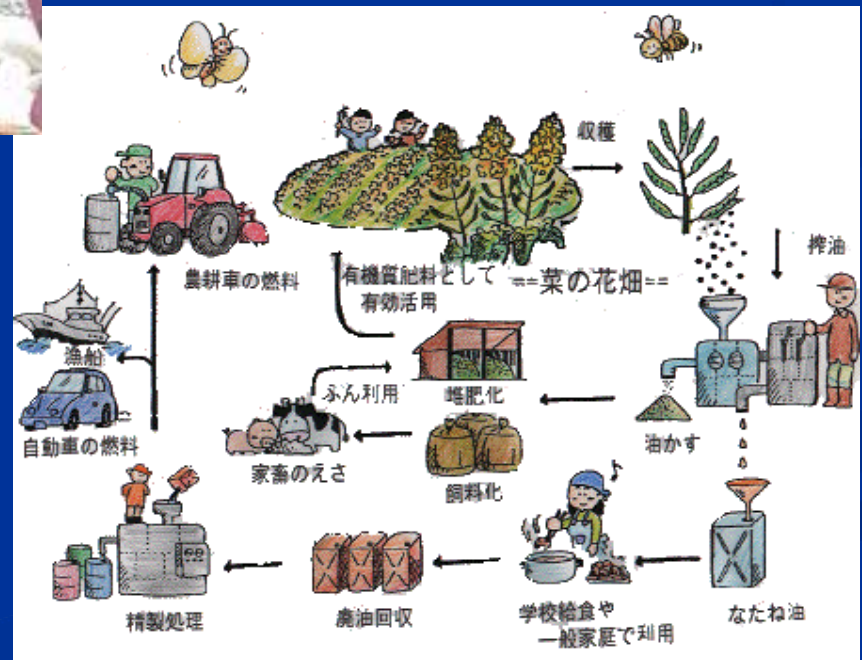 収穫
搾油
農耕車の燃料
有機質肥料として
有効活用
==菜の花畑==
漁船
ふん利用
堆肥化
自動車の燃料
家畜のえさ
飼料化
油かす
精製処理
廃油回収
学校給食や
一般家庭で利用
なたね油